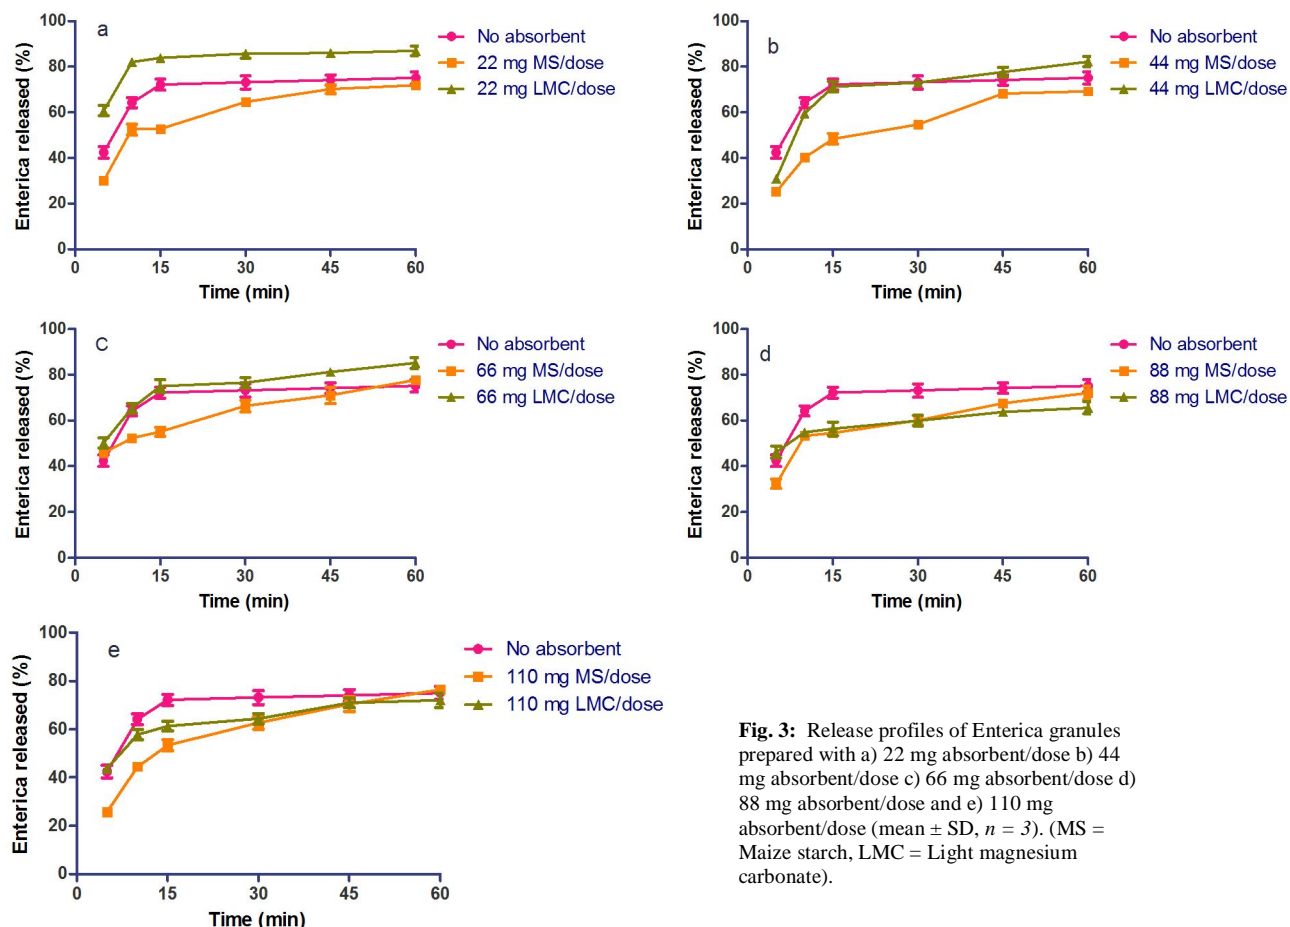 a
100
80
60
40
20
0
Enterica released (%)
0 15 30 45 60
Time (min)
No absorbent
22 mg MS/dose
22 mg LMC/dose
b
100
80
60
40
20
0
Enterica released (%)
0 15 30 45 60
Time (min)
No absorbent
44 mg MS/dose
44 mg LMC/dose
C
100
80
60
40
20
0
Enterica released (%)
0 15 30 45 60
Time (min)
No absorbent
66 mg MS/dose
66 mg LMC/dose
d
100
80
60
40
20
0
Enterica released (%)
0 15 30 45 60
Time (min)
No absorbent
88 mg MS/dose
88 mg LMC/dose
e
100
80
60
40
20
0
Enterica released (%)
0 15 30 45 60
Time (min)
No absorbent
110 mg MS/dose
110 mg LMC/dose
Fig. 3: Release profiles of Enterica granules
prepared with a) 22 mg absorbent/dose b) 44
mg absorbent/dose c) 66 mg absorbent/dose d)
88 mg absorbent/dose and e) 110 mg
absorbent/dose (mean ± SD, n = 3). (MS =
Maize starch, LMC = Light magnesium
carbonate).